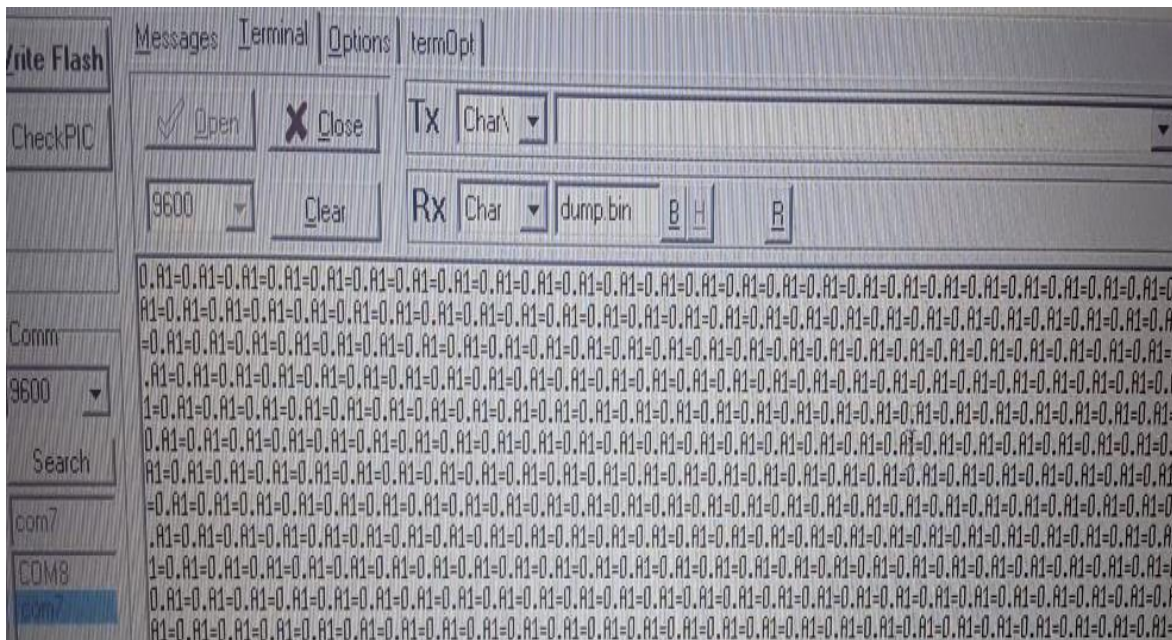 Write Flash
Messages
Terminal
Options
termOpt
CheckPIC
Open
Close
Tx
Char\
9600
Clear
Rx
Char
dump.bin
B
H
R
Comm
9600
Search
com7
COM8
com7
0.A1=0.A1=0.A1=0.A1=0.A1=0.A1=0.A1=0.A1=0.A1=0.A1=0.A1=0.A1=0.A1=0.A1=0.A1=0.A1=0.A1=0.A1=0.A1=0.A1=0.A1=0.A1=0.A1=0.A1=
A1=0.A1=0.A1=0.A1=0.A1=0.A1=0.A1=0.A1=0.A1=0.A1=0.A1=0.A1=0.A1=0.A1=0.A1=0.A1=0.A1=0.A1=0.A1=0.A1=0.A1=0.A1=0.A1=0.A1=0.
=0.A1=0.A1=0.A1=0.A1=0.A1=0.A1=0.A1=0.A1=0.A1=0.A1=0.A1=0.A1=0.A1=0.A1=0.A1=0.A1=0.A1=0.A1=0.A1=0.A1=0.A1=0.A1=0.A1=0.A1=
.A1=0.A1=0.A1=0.A1=0.A1=0.A1=0.A1=0.A1=0.A1=0.A1=0.A1=0.A1=0.A1=0.A1=0.A1=0.A1=0.A1=0.A1=0.A1=0.A1=0.A1=0.A1=0.A1=0.A1=0.
1=0.A1=0.A1=0.A1=0.A1=0.A1=0.A1=0.A1=0.A1=0.A1=0.A1=0.A1=0.A1=0.A1=0.A1=0.A1=0.A1=0.A1=0.A1=0.A1=0.A1=0.A1=0.A1=0.A1=0.A1
0.A1=0.A1=0.A1=0.A1=0.A1=0.A1=0.A1=0.A1=0.A1=0.A1=0.A1=0.A1=0.A1=0.A1=0.A1=0.A1=0.A1=0.A1=0.A1=0.A1=0.A1=0.A1=0.A1=0.A1=
A1=0.A1=0.A1=0.A1=0.A1=0.A1=0.A1=0.A1=0.A1=0.A1=0.A1=0.A1=0.A1=0.A1=0.A1=0.A1=0.A1=0.A1=0.A1=0.A1=0.A1=0.A1=0.A1=0.A1=0.
=0.A1=0.A1=0.A1=0.A1=0.A1=0.A1=0.A1=0.A1=0.A1=0.A1=0.A1=0.A1=0.A1=0.A1=0.A1=0.A1=0.A1=0.A1=0.A1=0.A1=0.A1=0.A1=0.A1=0.A1=
.A1=0.A1=0.A1=0.A1=0.A1=0.A1=0.A1=0.A1=0.A1=0.A1=0.A1=0.A1=0.A1=0.A1=0.A1=0.A1=0.A1=0.A1=0.A1=0.A1=0.A1=0.A1=0.A1=0.A1=0.A
1=0.A1=0.A1=0.A1=0.A1=0.A1=0.A1=0.A1=0.A1=0.A1=0.A1=0.A1=0.A1=0.A1=0.A1=0.A1=0.A1=0.A1=0.A1=0.A1=0.A1=0.A1=0.A1=0.A1=0.A1=
0.A1=0.A1=0.A1=0.A1=0.A1=0.A1=0.A1=0.A1=0.A1=0.A1=0.A1=0.A1=0.A1=0.A1=0.A1=0.A1=0.A1=0.A1=0.A1=0.A1=0.A1=0.A1=0.A1=0.A1=0.
A1=0.A1=0.A1=0.A1=0.A1=0.A1=0.A1=0.A1=0.A1=0.A1=0.A1=0.A1=0.A1=0.A1=0.A1=0.A1=0.A1=0.A1=0.A1=0.A1=0.A1=0.A1=0.A1=0.A1=0.A